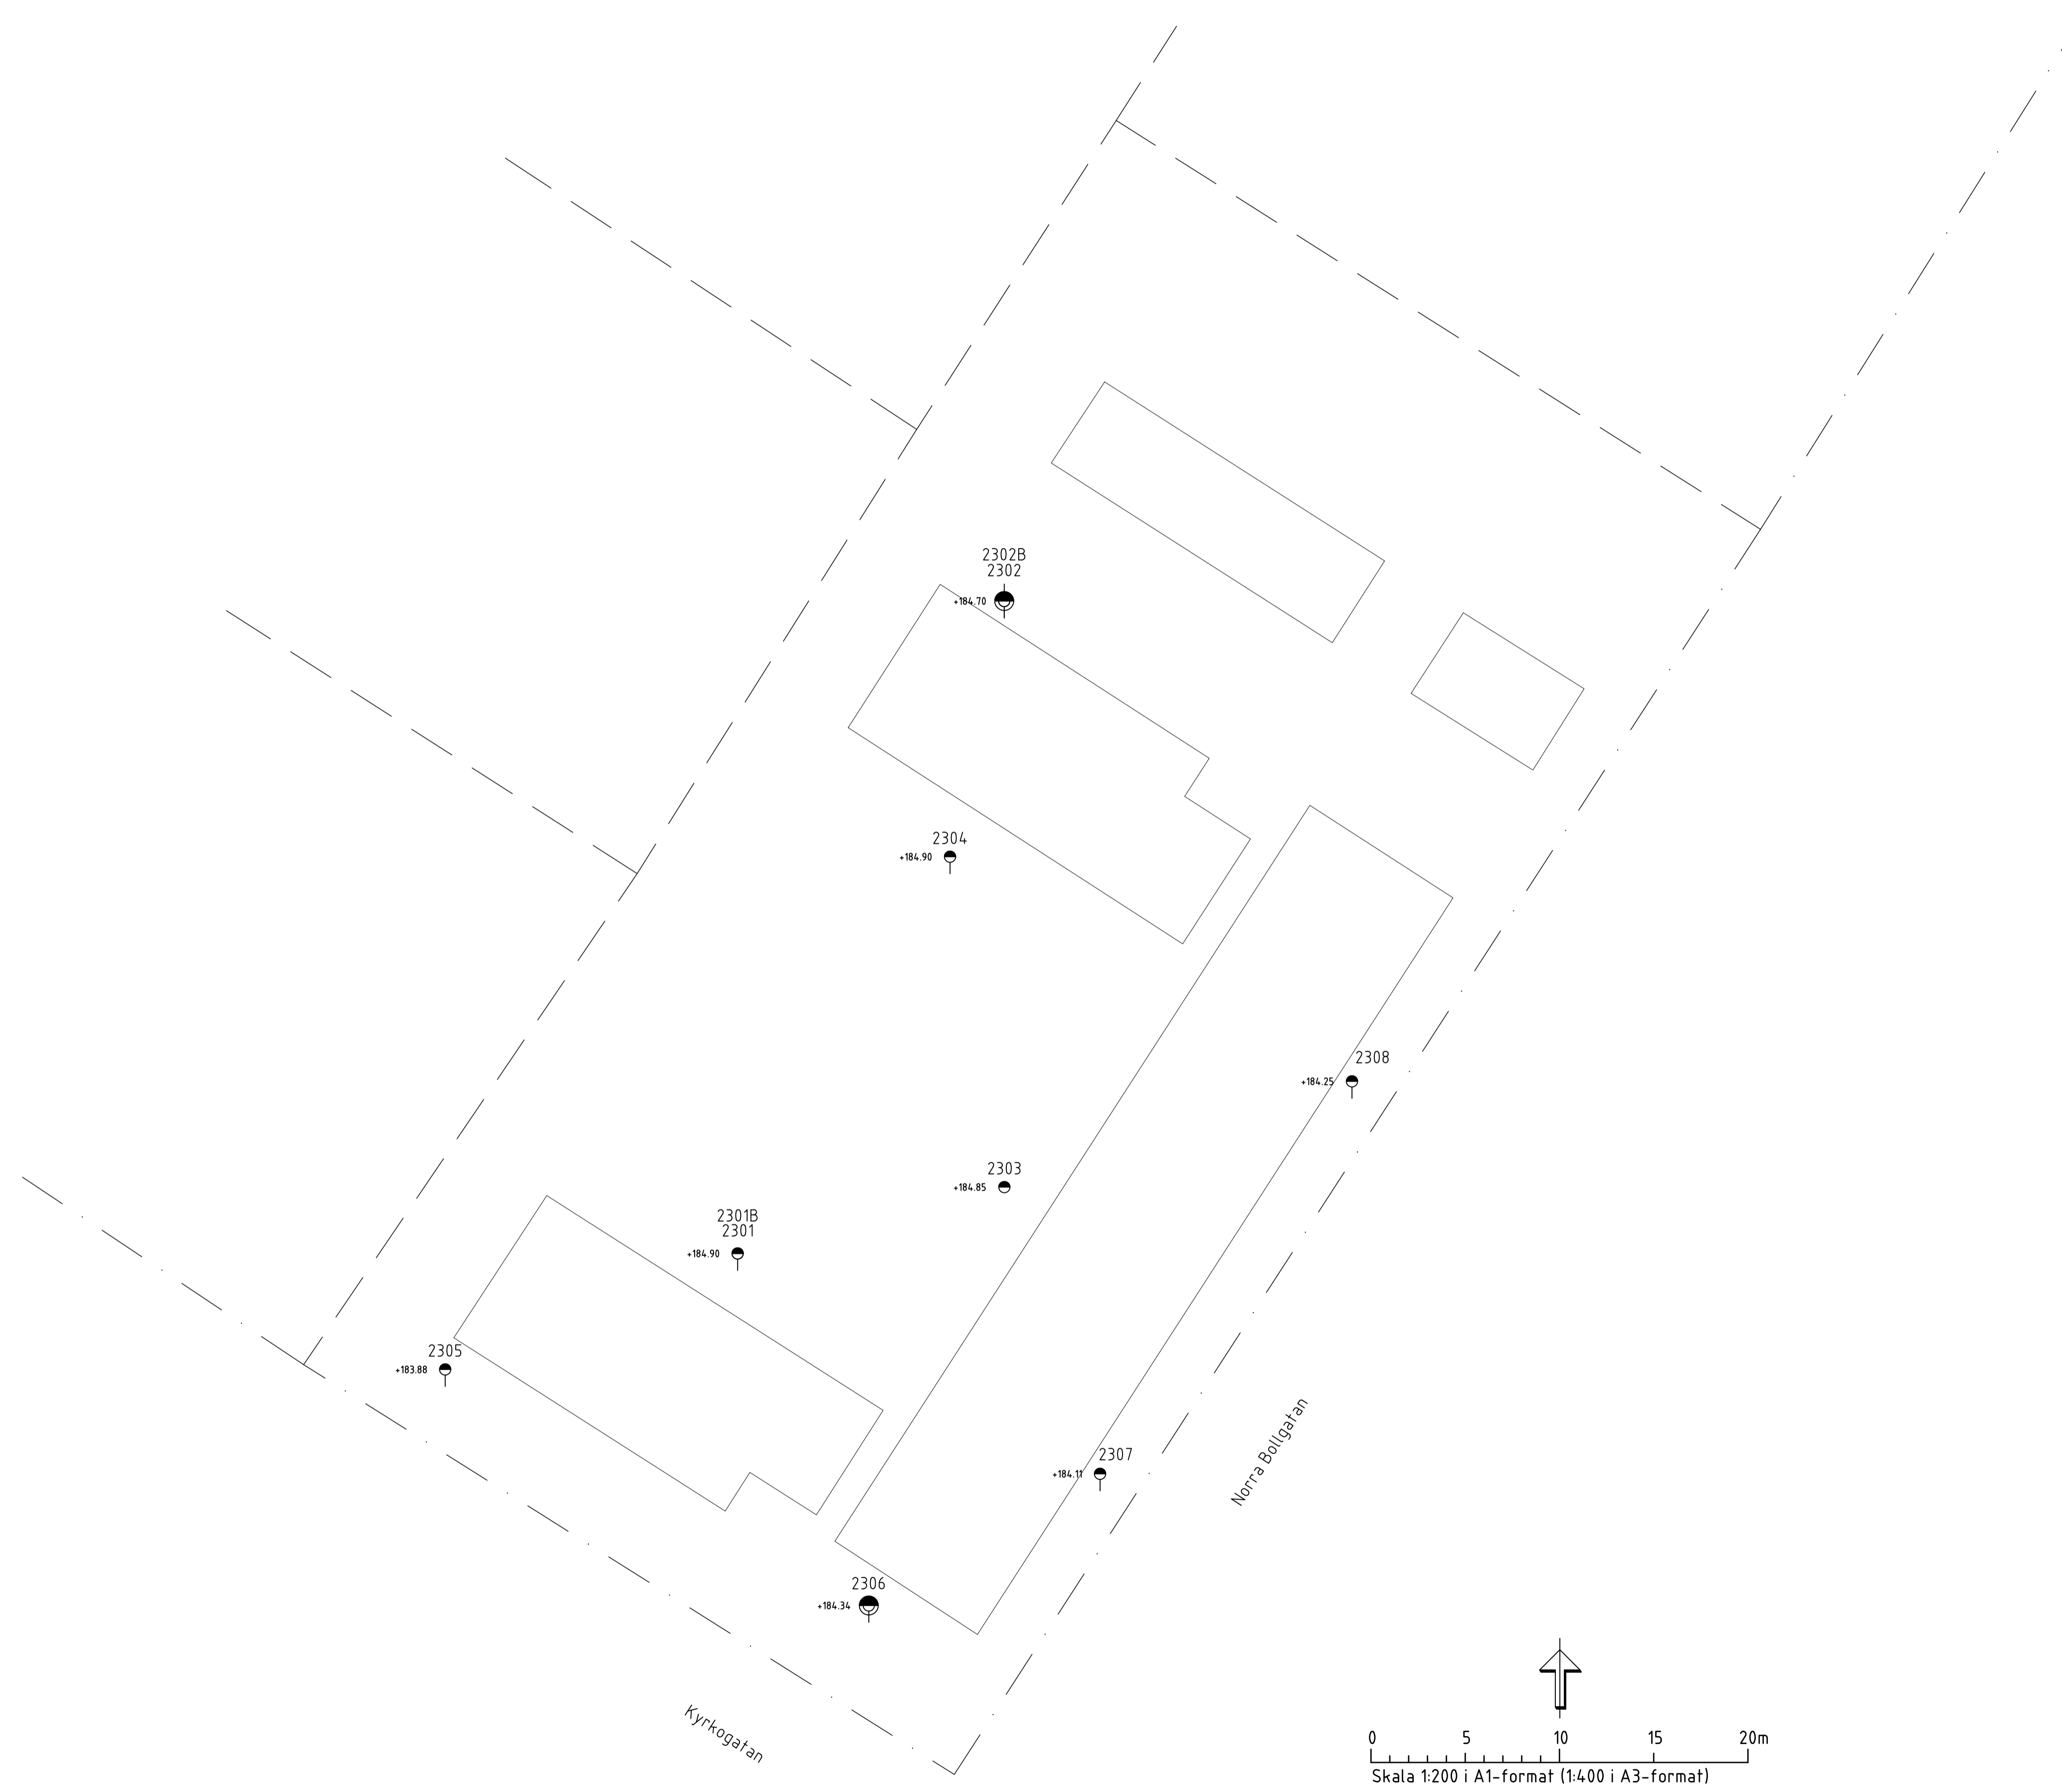 2302B
2302
+184.70
2304
+184.90
2308
+184.25
2303
+184.85
2301B
2301
+184.90
2305
+183.88
2307
+184.11
Norra Bollgatan
2306
+184.34
Kyrkogatan
0 5 10 15 20m
Skala 1:200 i A1-format (1:400 i A3-format)